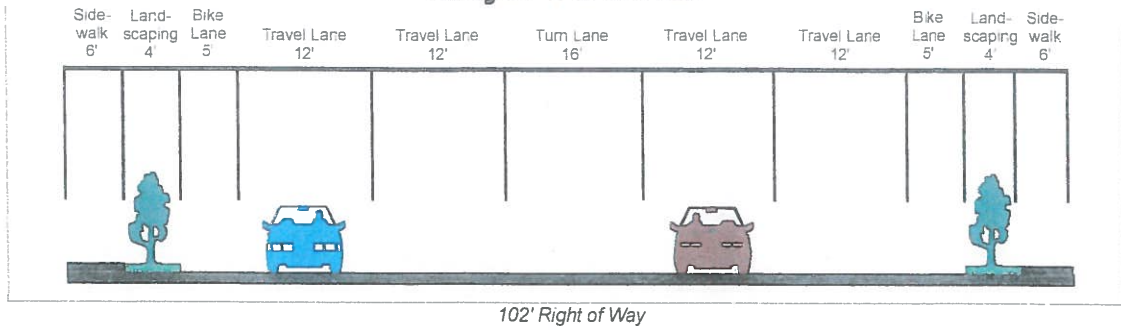 Side-
walk
6'
Land-
scaping
4'
Bike
Lane
5'
Travel Lane
12'
Travel Lane
12'
Turn Lane
16'
Travel Lane
12'
Travel Lane
12'
Bike
Lane
5'
Land-
scaping
4'
Side-
walk
6'
102' Right of Way